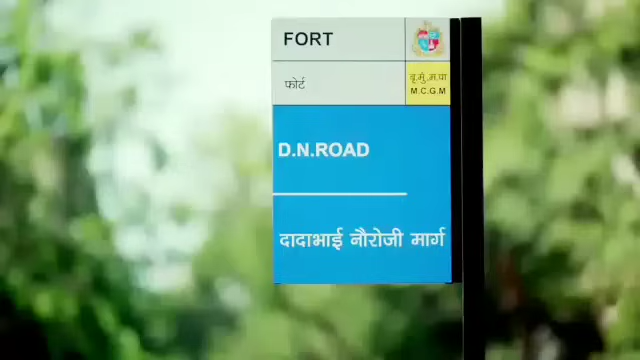 FORT
फोर्ट
बृ.मुं.म.पा
M.C.G.M
D.N.ROAD
दादाभाई नौरोजी मार्ग